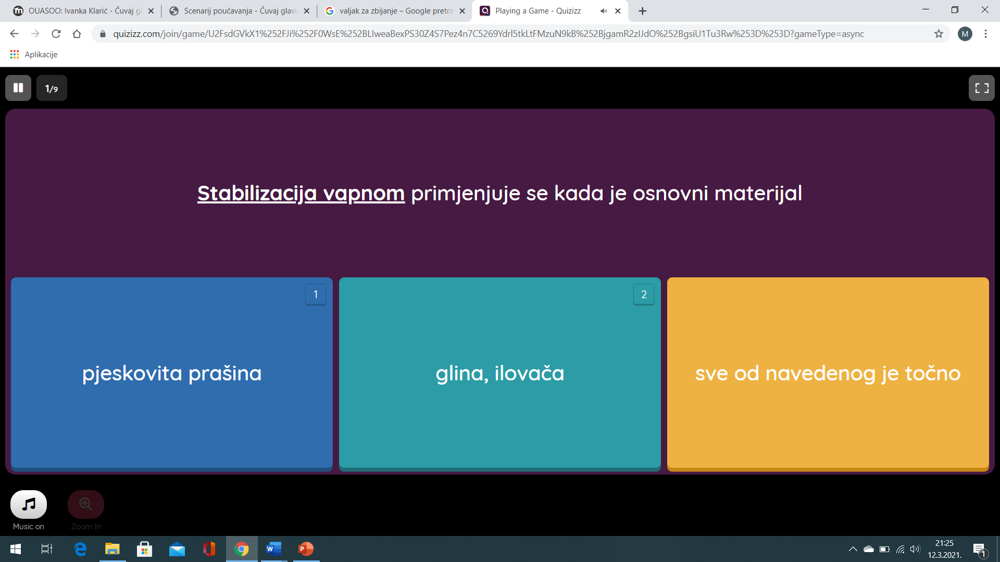 OUASOO: Ivanka Klarić - Čuvaj gl
Scenarij poučavanja - Čuvaj glavu
valjak za zbijanje – Google pretra
Playing a Game - Quizizz
quizizz.com/join/game/U2FsdGVkX1%252FJi%252F0WsE%252BLIweaBexPS30Z4S7Pez4n7C5269Ydrl5tkLtFMzuN9kB%252BjgamR2zIJdO%252BgsiU1Tu3Rw%253D%253D?gameType=async
M
Aplikacije
1/9
Stabilizacija vapnom primjenjuje se kada je osnovni materijal
1
pjeskovita prašina
2
glina, ilovača
sve od navedenog je točno
Music on
Zoom In
21:25
12.3.2021.
1